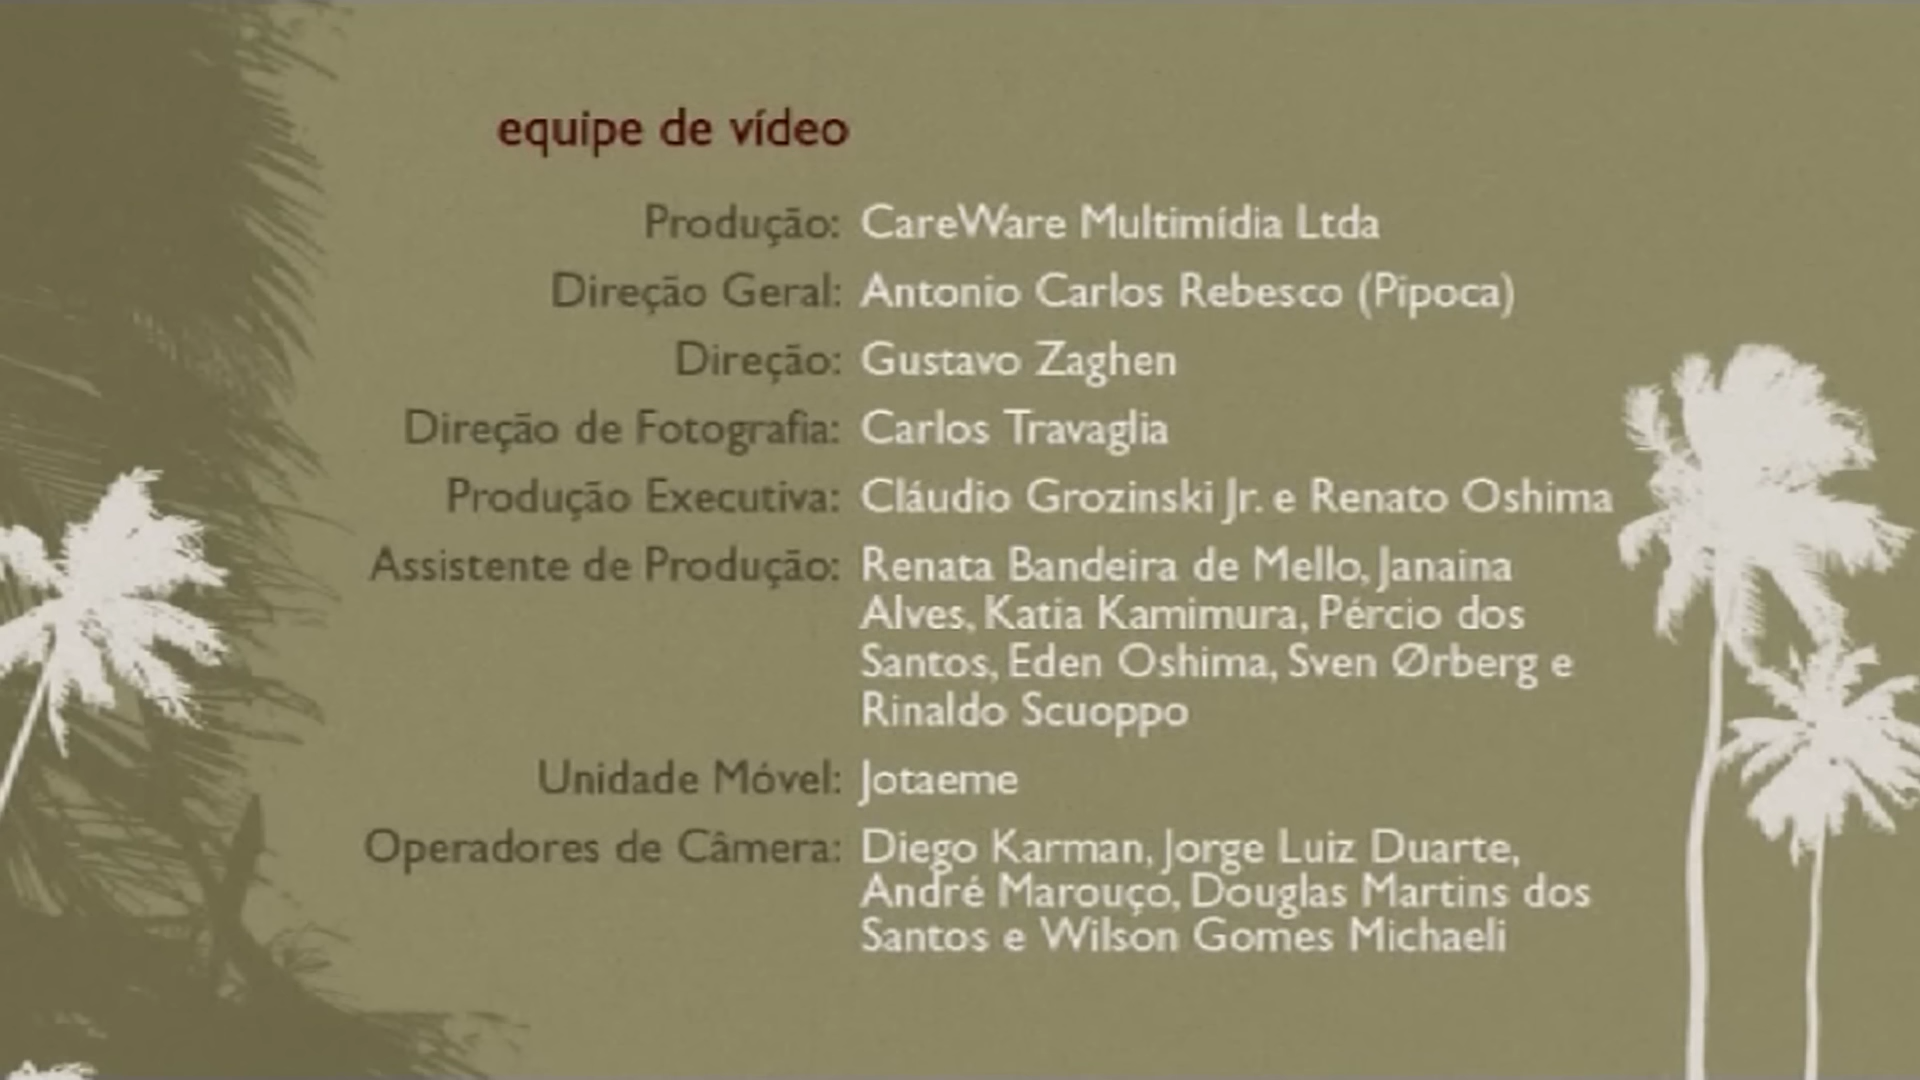 equipe de vídeo
Produção: CareWare Multimídia Ltda
Direção Geral: Antonio Carlos Rebesco (Pipoca)
Direção: Gustavo Zaghen
Direção de Fotografia: Carlos Travaglia
Produção Executiva: Cláudio Grozinski Jr. e Renato Oshima
Assistente de Produção: Renata Bandeira de Mello, Janaina
Alves, Katia Kamimura, Pércio dos
Santos, Eden Oshima, Sven Ørberg e
Rinaldo Scuoppo
Unidade Móvel: Jotaeme
Operadores de Câmera: Diego Karman, Jorge Luiz Duarte,
André Marouço, Douglas Martins dos
Santos e Wilson Gomes Michaeli